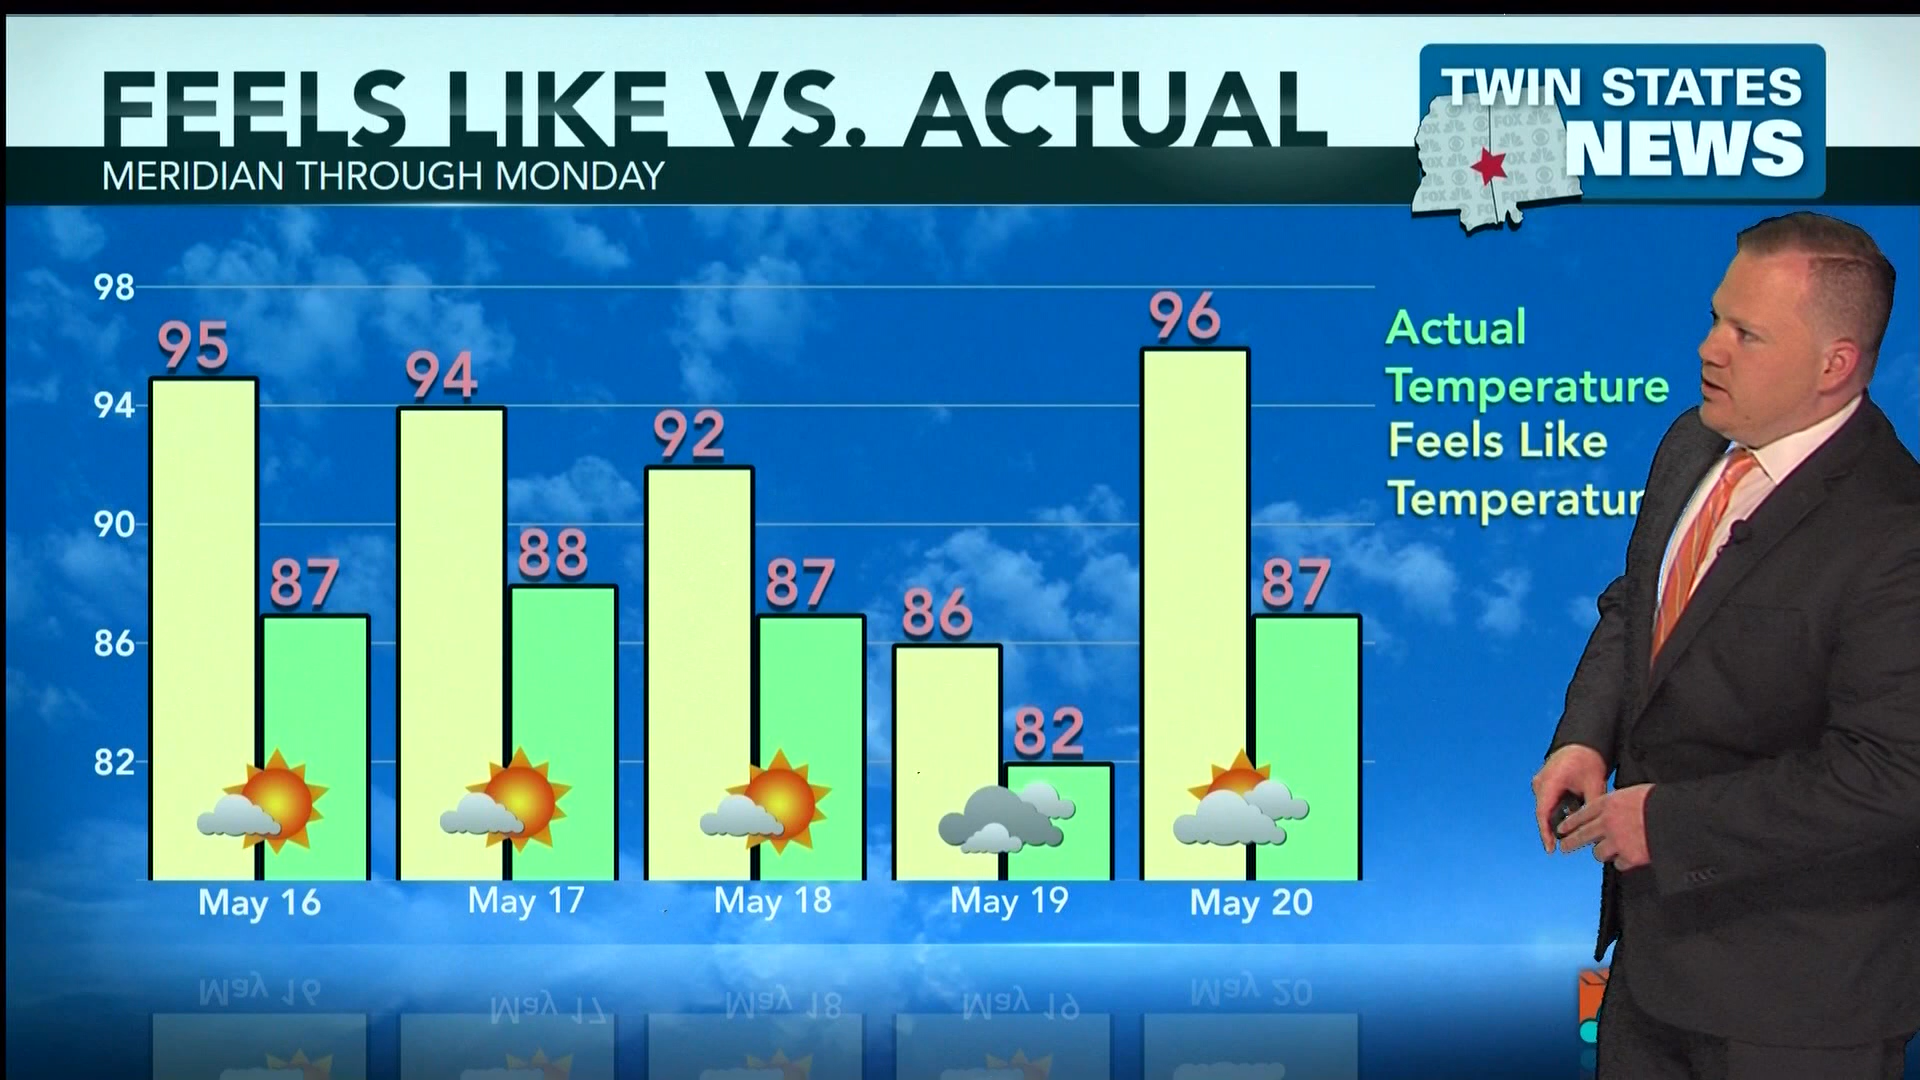 FEELS LIKE VS. ACTUAL
MERIDIAN THROUGH MONDAY
TWIN STATES
NEWS
98
94
90
86
82
95
87
94
88
92
87
86
82
96
87
Actual
Temperature
Feels Like
Temperatur
May 16
May 17
May 18
May 19
May 20